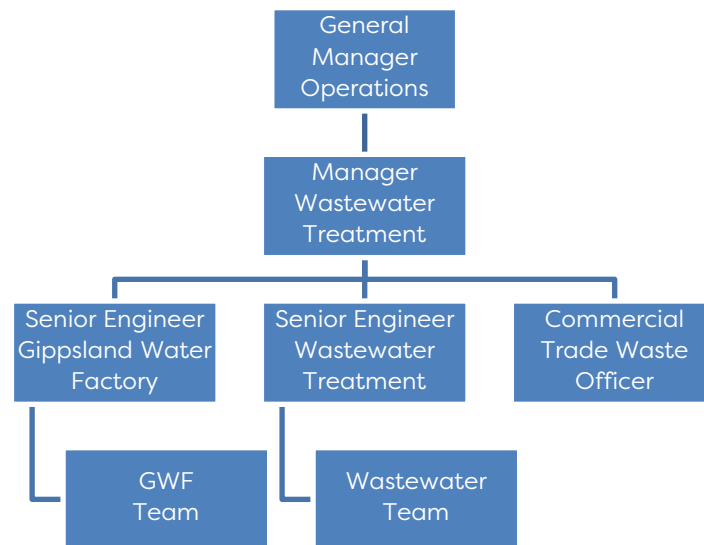 General
Manager
Operations
Manager
Wastewater
Treatment
Senior Engineer
Gippsland Water
Factory
Senior Engineer
Wastewater
Treatment
Commercial
Trade Waste
Officer
GWF
Team
Wastewater
Team